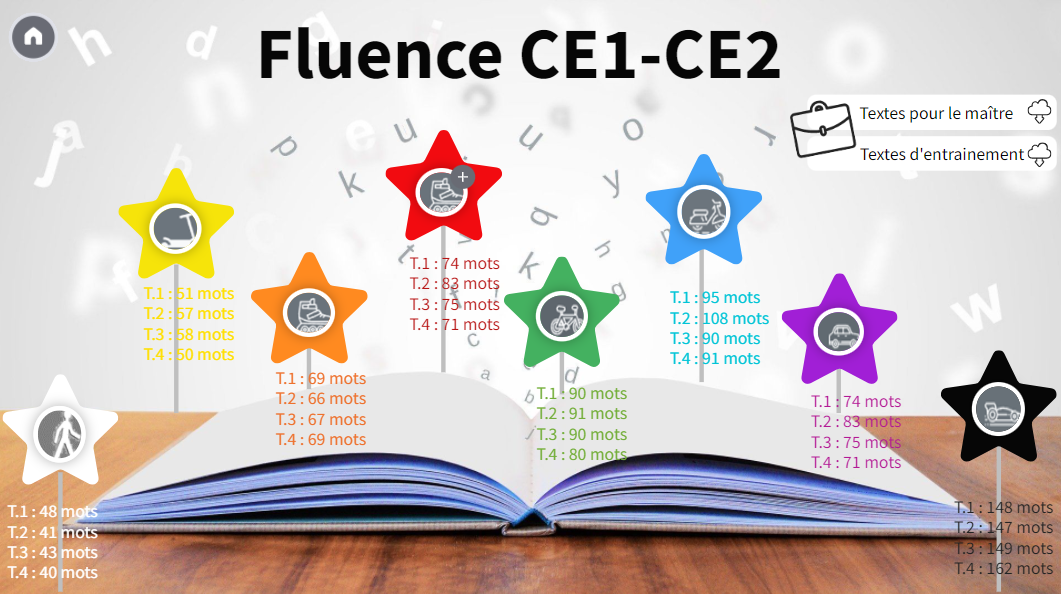 Fluence CE1-CE2
Textes pour le maître
Textes d'entrainement
T.1 : 51 mots
T.2 : 57 mots
T.3 : 58 mots
T.4 : 50 mots
T.1 : 69 mots
T.2 : 66 mots
T.3 : 67 mots
T.4 : 69 mots
T.1 : 74 mots
T.2 : 83 mots
T.3 : 75 mots
T.4 : 71 mots
T.1 : 90 mots
T.2 : 91 mots
T.3 : 90 mots
T.4 : 80 mots
T.1 : 95 mots
T.2 : 108 mots
T.3 : 90 mots
T.4 : 91 mots
T.1 : 74 mots
T.2 : 83 mots
T.3 : 75 mots
T.4 : 71 mots
T.1 : 48 mots
T.2 : 41 mots
T.3 : 43 mots
T.4 : 40 mots
T.1 : 148 mots
T.2 : 147 mots
T.3 : 149 mots
T.4 : 162 mots